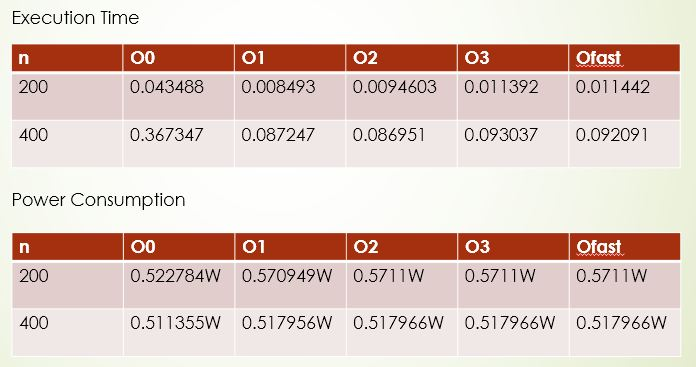 Execution Time
n O0 O1 O2 O3 Ofast
200 0.043488 0.008493 0.0094603 0.011392 0.011442
400 0.367347 0.087247 0.086951 0.093037 0.092091
Power Consumption
n O0 O1 O2 O3 Ofast
200 0.522784W 0.570949W 0.5711W 0.5711W 0.5711W
400 0.511355W 0.517956W 0.517966W 0.517966W 0.517966W